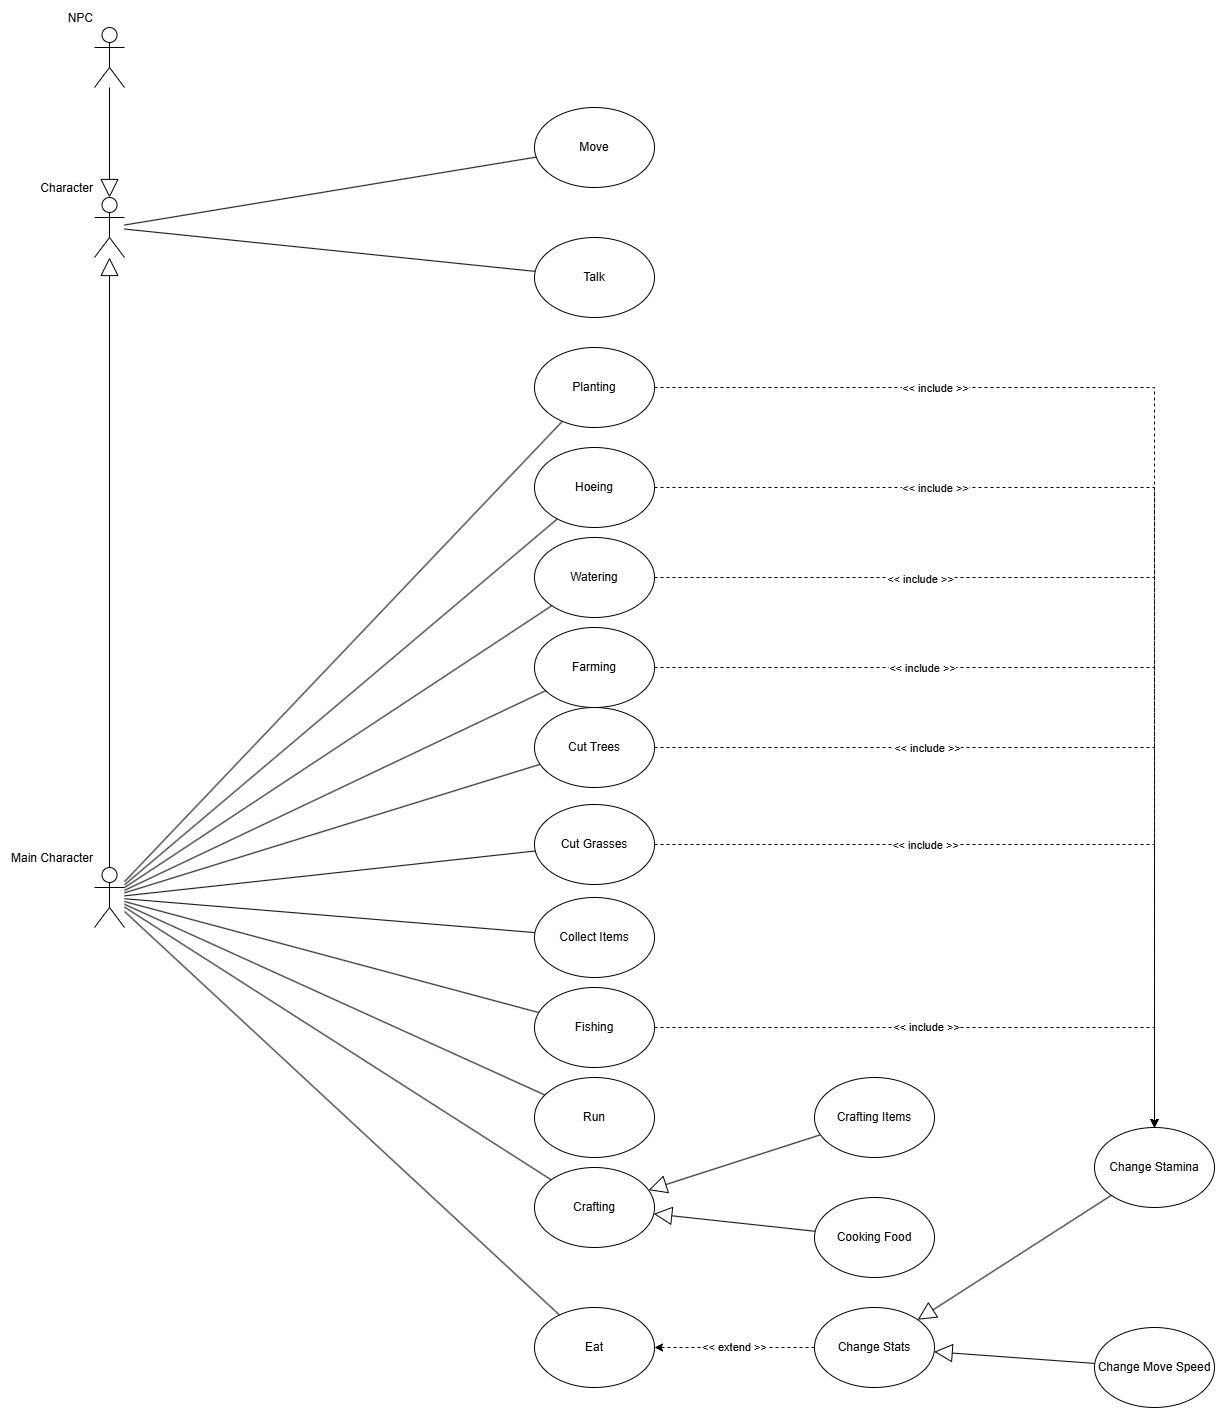 NPC
Move
Character
Talk
Planting
<< include >>
Hoeing
<< include >>
Watering
<< include >>
Farming
<< include >>
Cut Trees
<< include >>
Cut Grasses
<< include >>
Main Character
Collect Items
Fishing
<< include >>
Run
Crafting Items
Change Stamina
Crafting
Cooking Food
Eat
<< extend >>
Change Stats
Change Move Speed